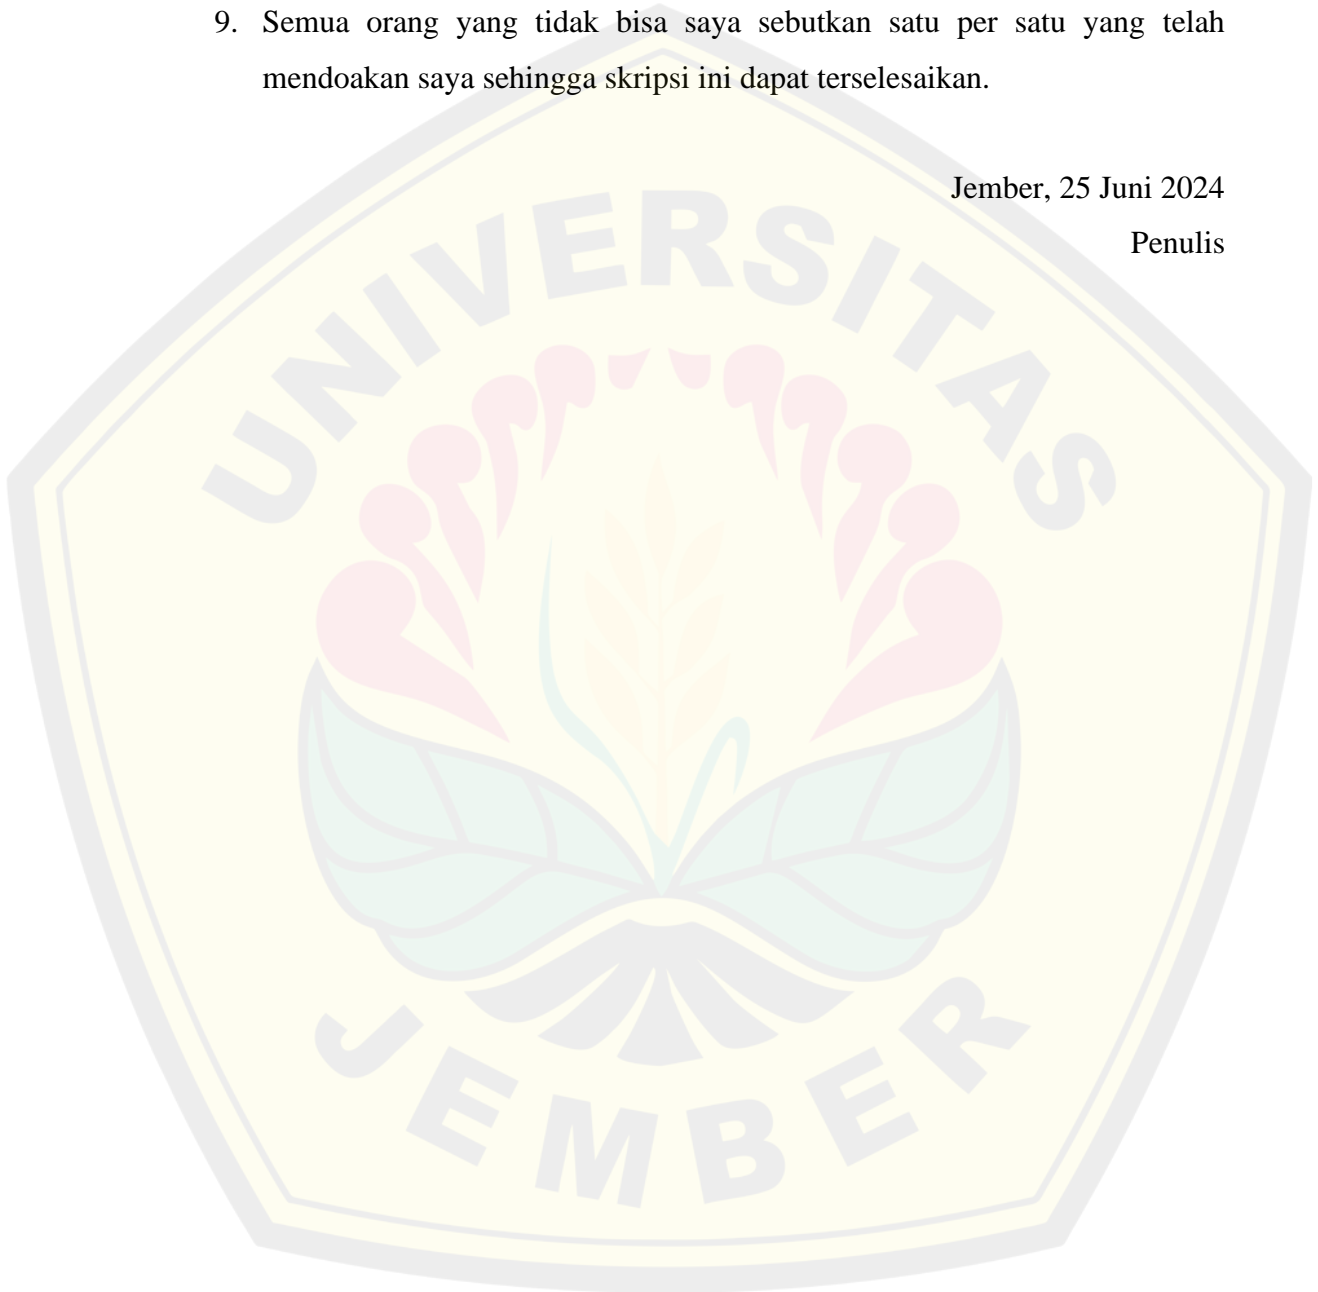 9. Semua orang yang tidak bisa saya sebutkan satu per satu yang telah
mendoakan saya sehingga skripsi ini dapat terselesaikan.
Jember, 25 Juni 2024
Penulis
UNIVERSITAS
JEMBER